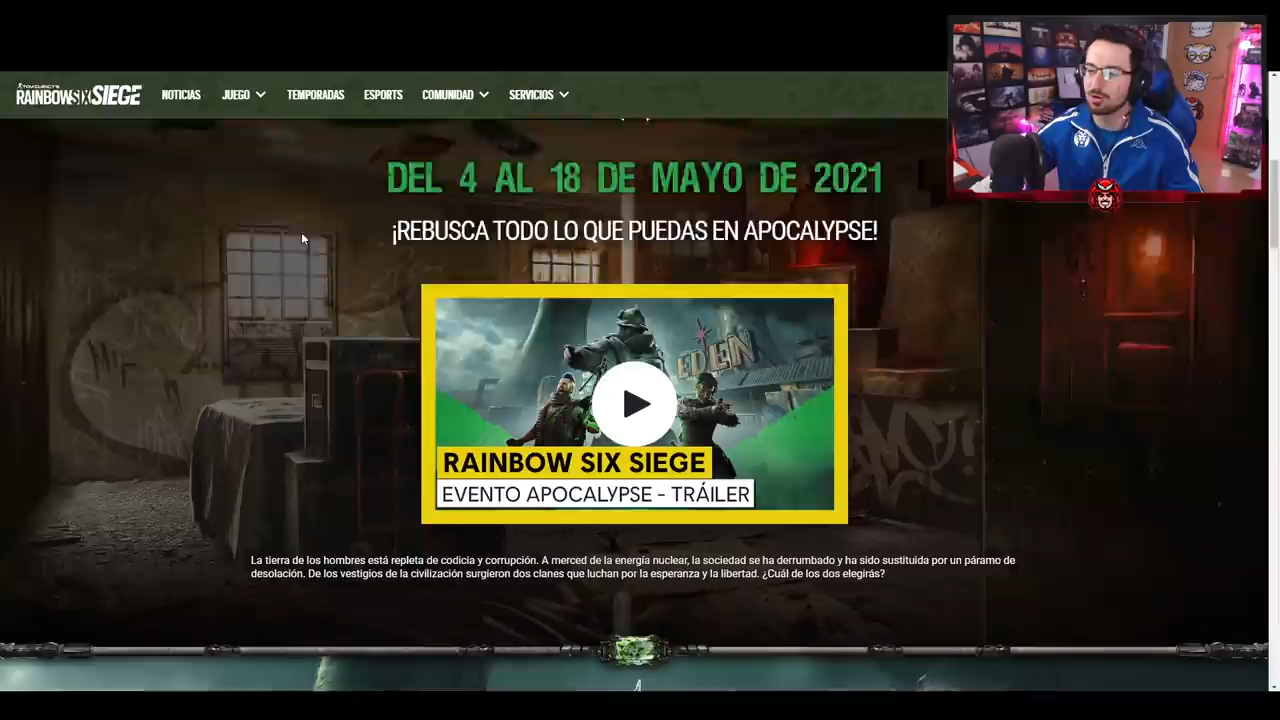 TOM CLANCY'S
RAINBOWSIX SIEGE
NOTICIAS
JUEGO
TEMPORADAS
ESPORTS
COMUNIDAD
SERVICIOS
DEL 4 AL 18 DE MAYO DE 2021
¡REBUSCA TODO LO QUE PUEDAS EN APOCALYPSE!
EDEN
RAINBOW SIX SIEGE
EVENTO APOCALYPSE - TRÁILER
La tierra de los hombres está repleta de codicia y corrupción. A merced de la energía nuclear, la sociedad se ha derrumbado y ha sido sustituida por un páramo de
desolación. De los vestigios de la civilización surgieron dos clanes que luchan por la esperanza y la libertad. ¿Cuál de los dos elegirás?